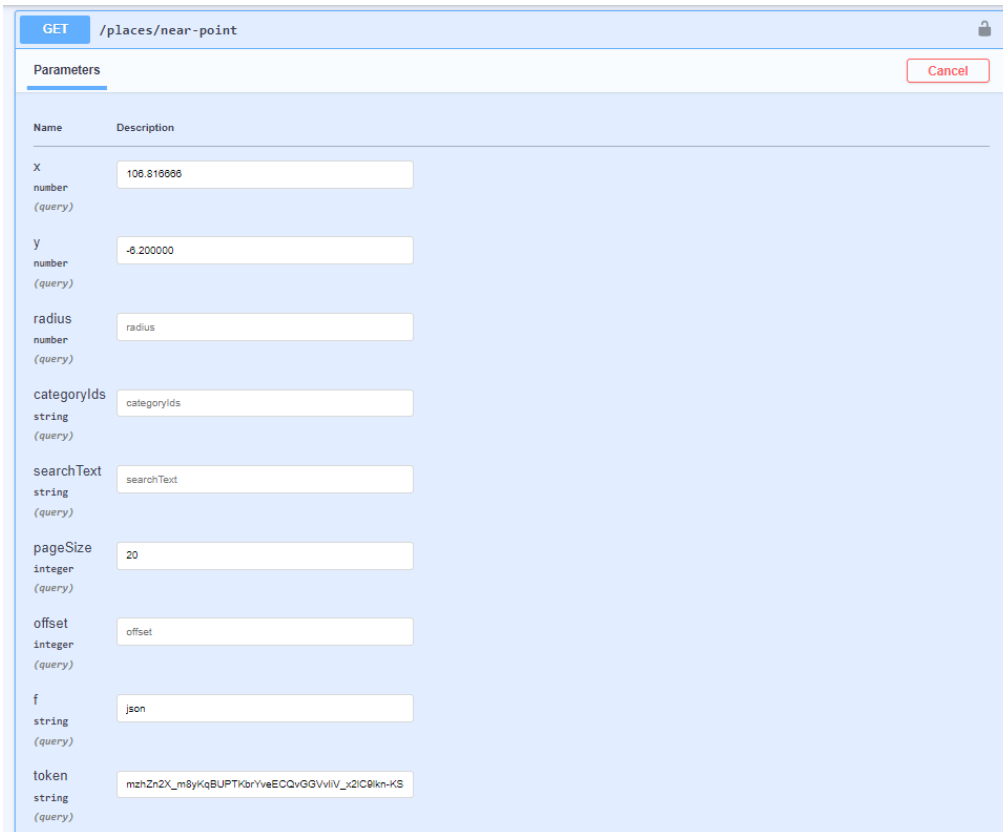 GET /places/near-point
Parameters
Cancel
Name Description
x
number
(query)
106.816666
y
number
(query)
-6.200000
radius
number
(query)
radius
categoryIds
string
(query)
categoryIds
searchText
string
(query)
searchText
pageSize
integer
(query)
20
offset
integer
(query)
offset
f
string
(query)
json
token
string
(query)
mzhZn2X_m8yKqBUPTKbrYveECQvGGVvliV_x2lC9lkn-KS